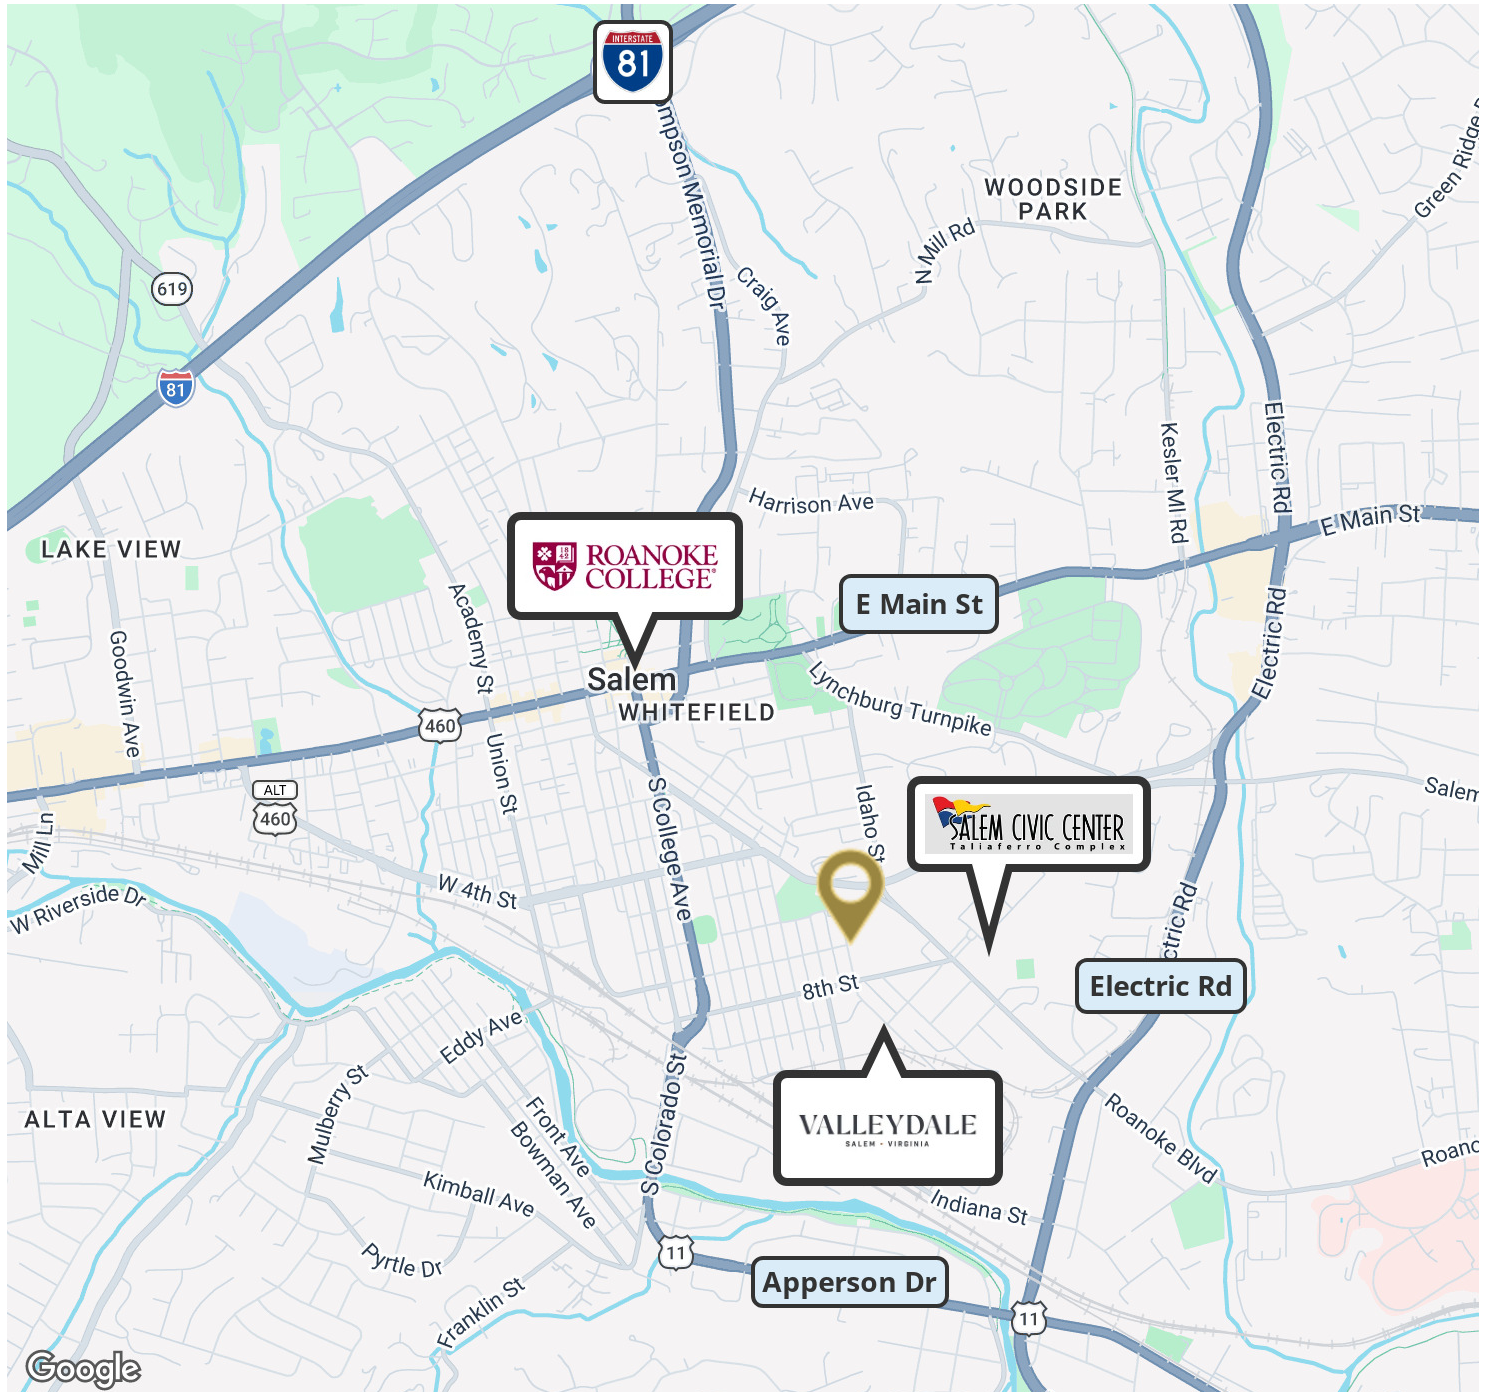 INTERSTATE
81
mpson Memorial Dr
WOODSIDE
PARK
Green Ridge
N Mill Rd
Craig Ave
619
81
Electric Rd
Kesler Ml Rd
Harrison Ave
E Main St
LAKE VIEW
1842
ROANOKE
COLLEGE
E Main St
Academy St
Goodwin Ave
Electric Rd
Salem
WHITEFIELD
Lynchburg Turnpike
460
Union St
ALT
460
S College Ave
Idaho St
Salem
SALEM CIVIC CENTER
Taliaferro Complex
Mill Ln
W 4th St
W Riverside Dr
ctric Rd
8th St
Electric Rd
Eddy Ave
Mulberry St
S Colorado St
ALTA VIEW
Front Ave
Bowman Ave
VALLEYDALE
SALEM - VIRGINIA
Roanoke Blvd
Roano
Kimball Ave
Indiana St
Pyrtle Dr
11
Apperson Dr
Franklin St
11
Google